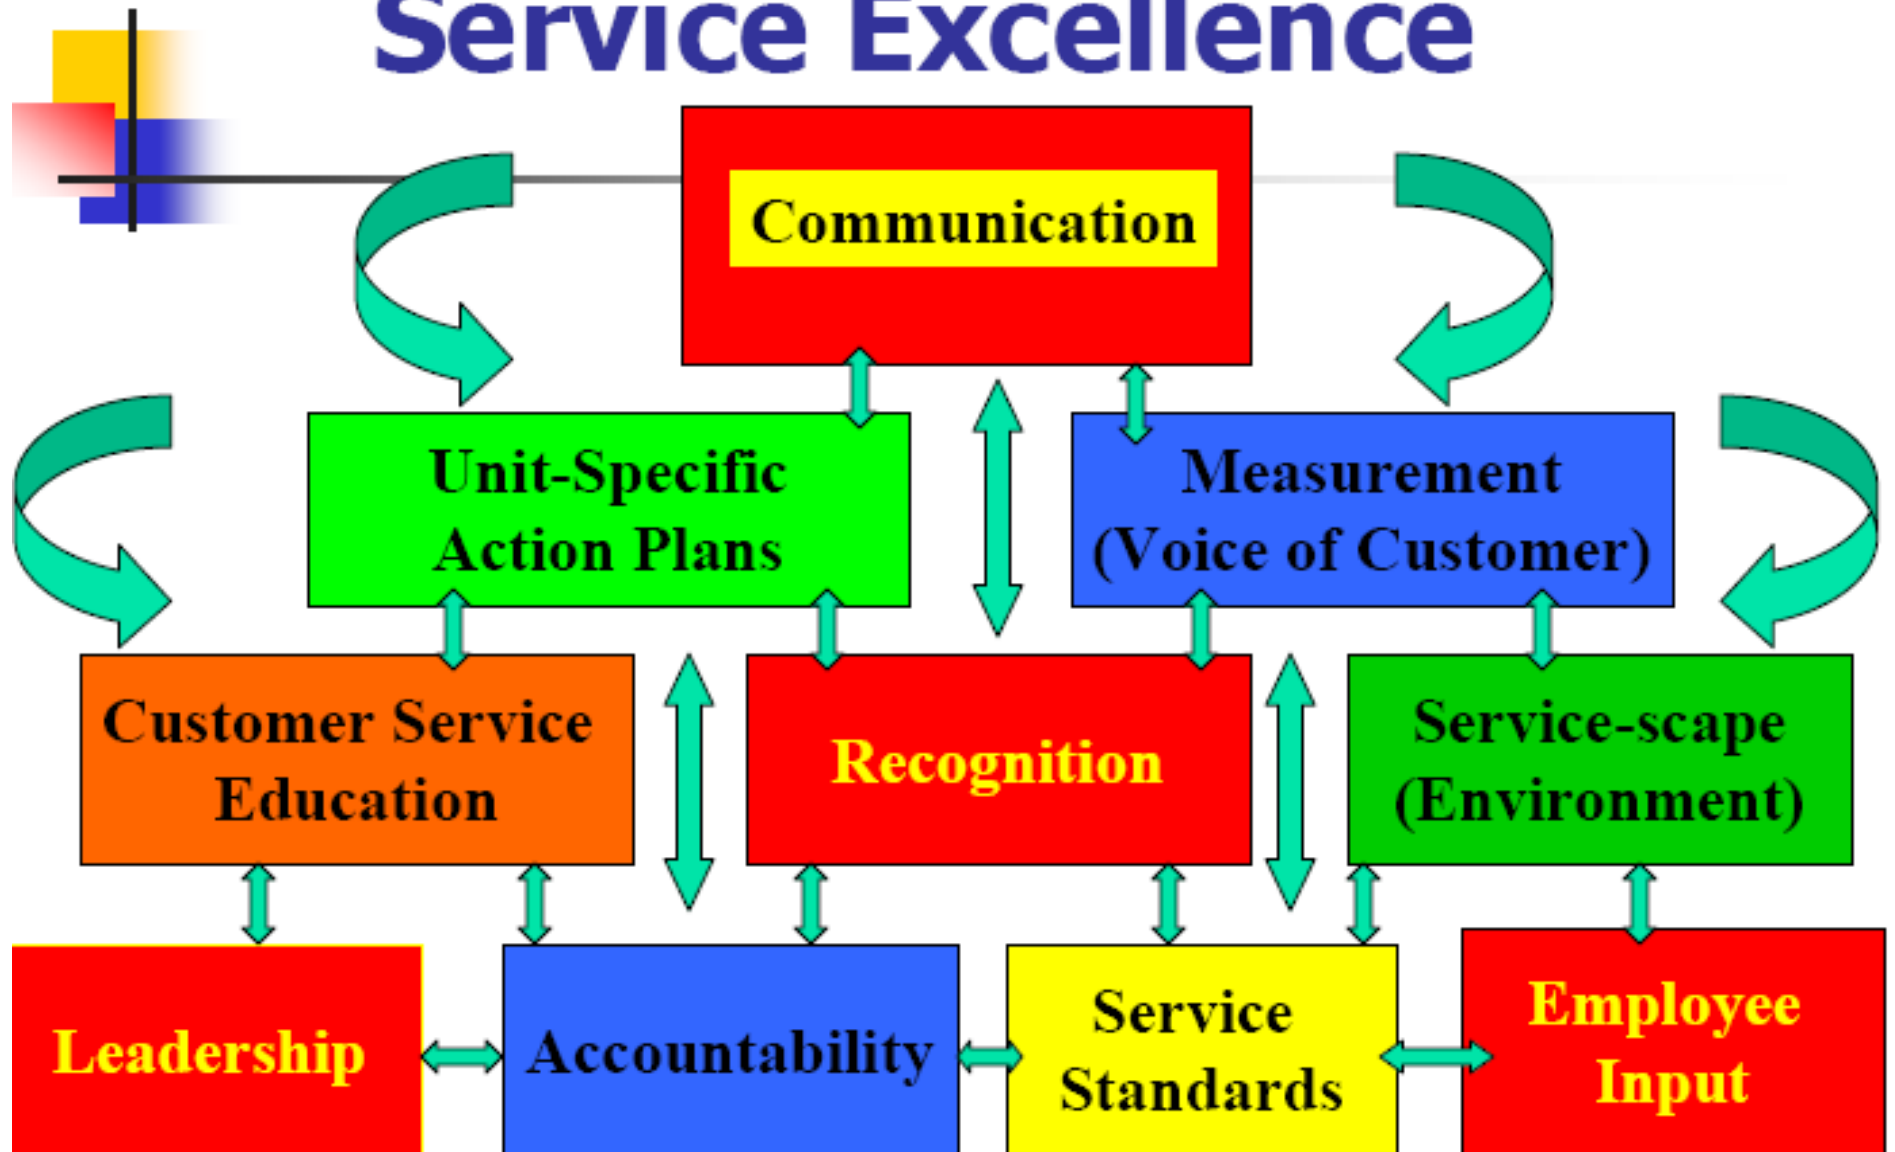 Service Excellence
Communication
Unit-Specific
Action Plans
Measurement
(Voice of Customer)
Customer Service
Education
Recognition
Service-scape
(Environment)
Leadership
Accountability
Service
Standards
Employee
Input